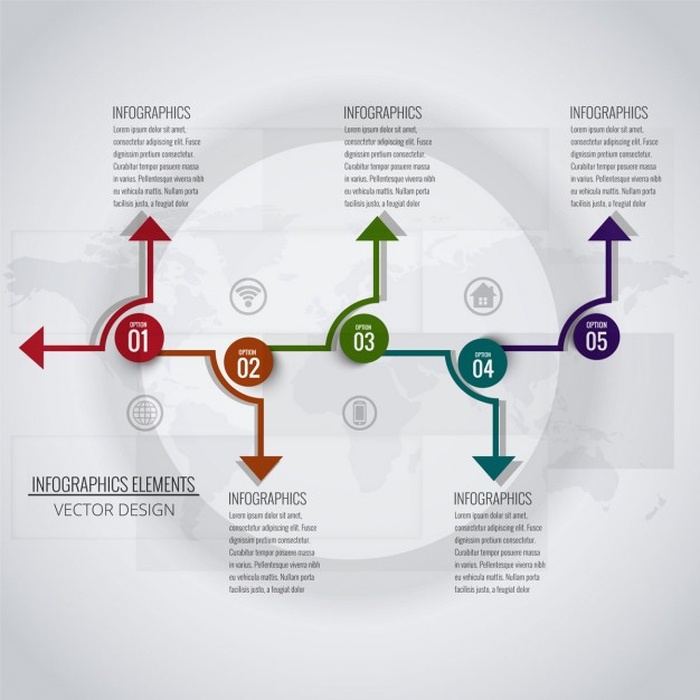 INFOGRAPHICS
Lorem ipsum dolor sit amet,
consectetur adipiscing elit. Fusce
dignissim pretium consectetur.
Curabitur tempor posuere massa
in varius. Pellentesque viverra nibh
eu vehicula mattis. Nullam porta
facilisis justo, a feugiat dolor
INFOGRAPHICS
Lorem ipsum dolor sit amet,
consectetur adipiscing elit. Fusce
dignissim pretium consectetur.
Curabitur tempor posuere massa
in varius. Pellentesque viverra nibh
eu vehicula mattis. Nullam porta
facilisis justo, a feugiat dolor
INFOGRAPHICS
Lorem ipsum dolor sit amet,
consectetur adipiscing elit. Fusce
dignissim pretium consectetur.
Curabitur tempor posuere massa
in varius. Pellentesque viverra nibh
eu vehicula mattis. Nullam porta
facilisis justo, a feugiat dolor
OPTION
01
OPTION
02
OPTION
03
OPTION
04
OPTION
05
INFOGRAPHICS ELEMENTS
VECTOR DESIGN
INFOGRAPHICS
Lorem ipsum dolor sit amet,
consectetur adipiscing elit. Fusce
dignissim pretium consectetur.
Curabitur tempor posuere massa
in varius. Pellentesque viverra nibh
eu vehicula mattis. Nullam porta
facilisis justo, a feugiat dolor
INFOGRAPHICS
Lorem ipsum dolor sit amet,
consectetur adipiscing elit. Fusce
dignissim pretium consectetur.
Curabitur tempor posuere massa
in varius. Pellentesque viverra nibh
eu vehicula mattis. Nullam porta
facilisis justo, a feugiat dolor